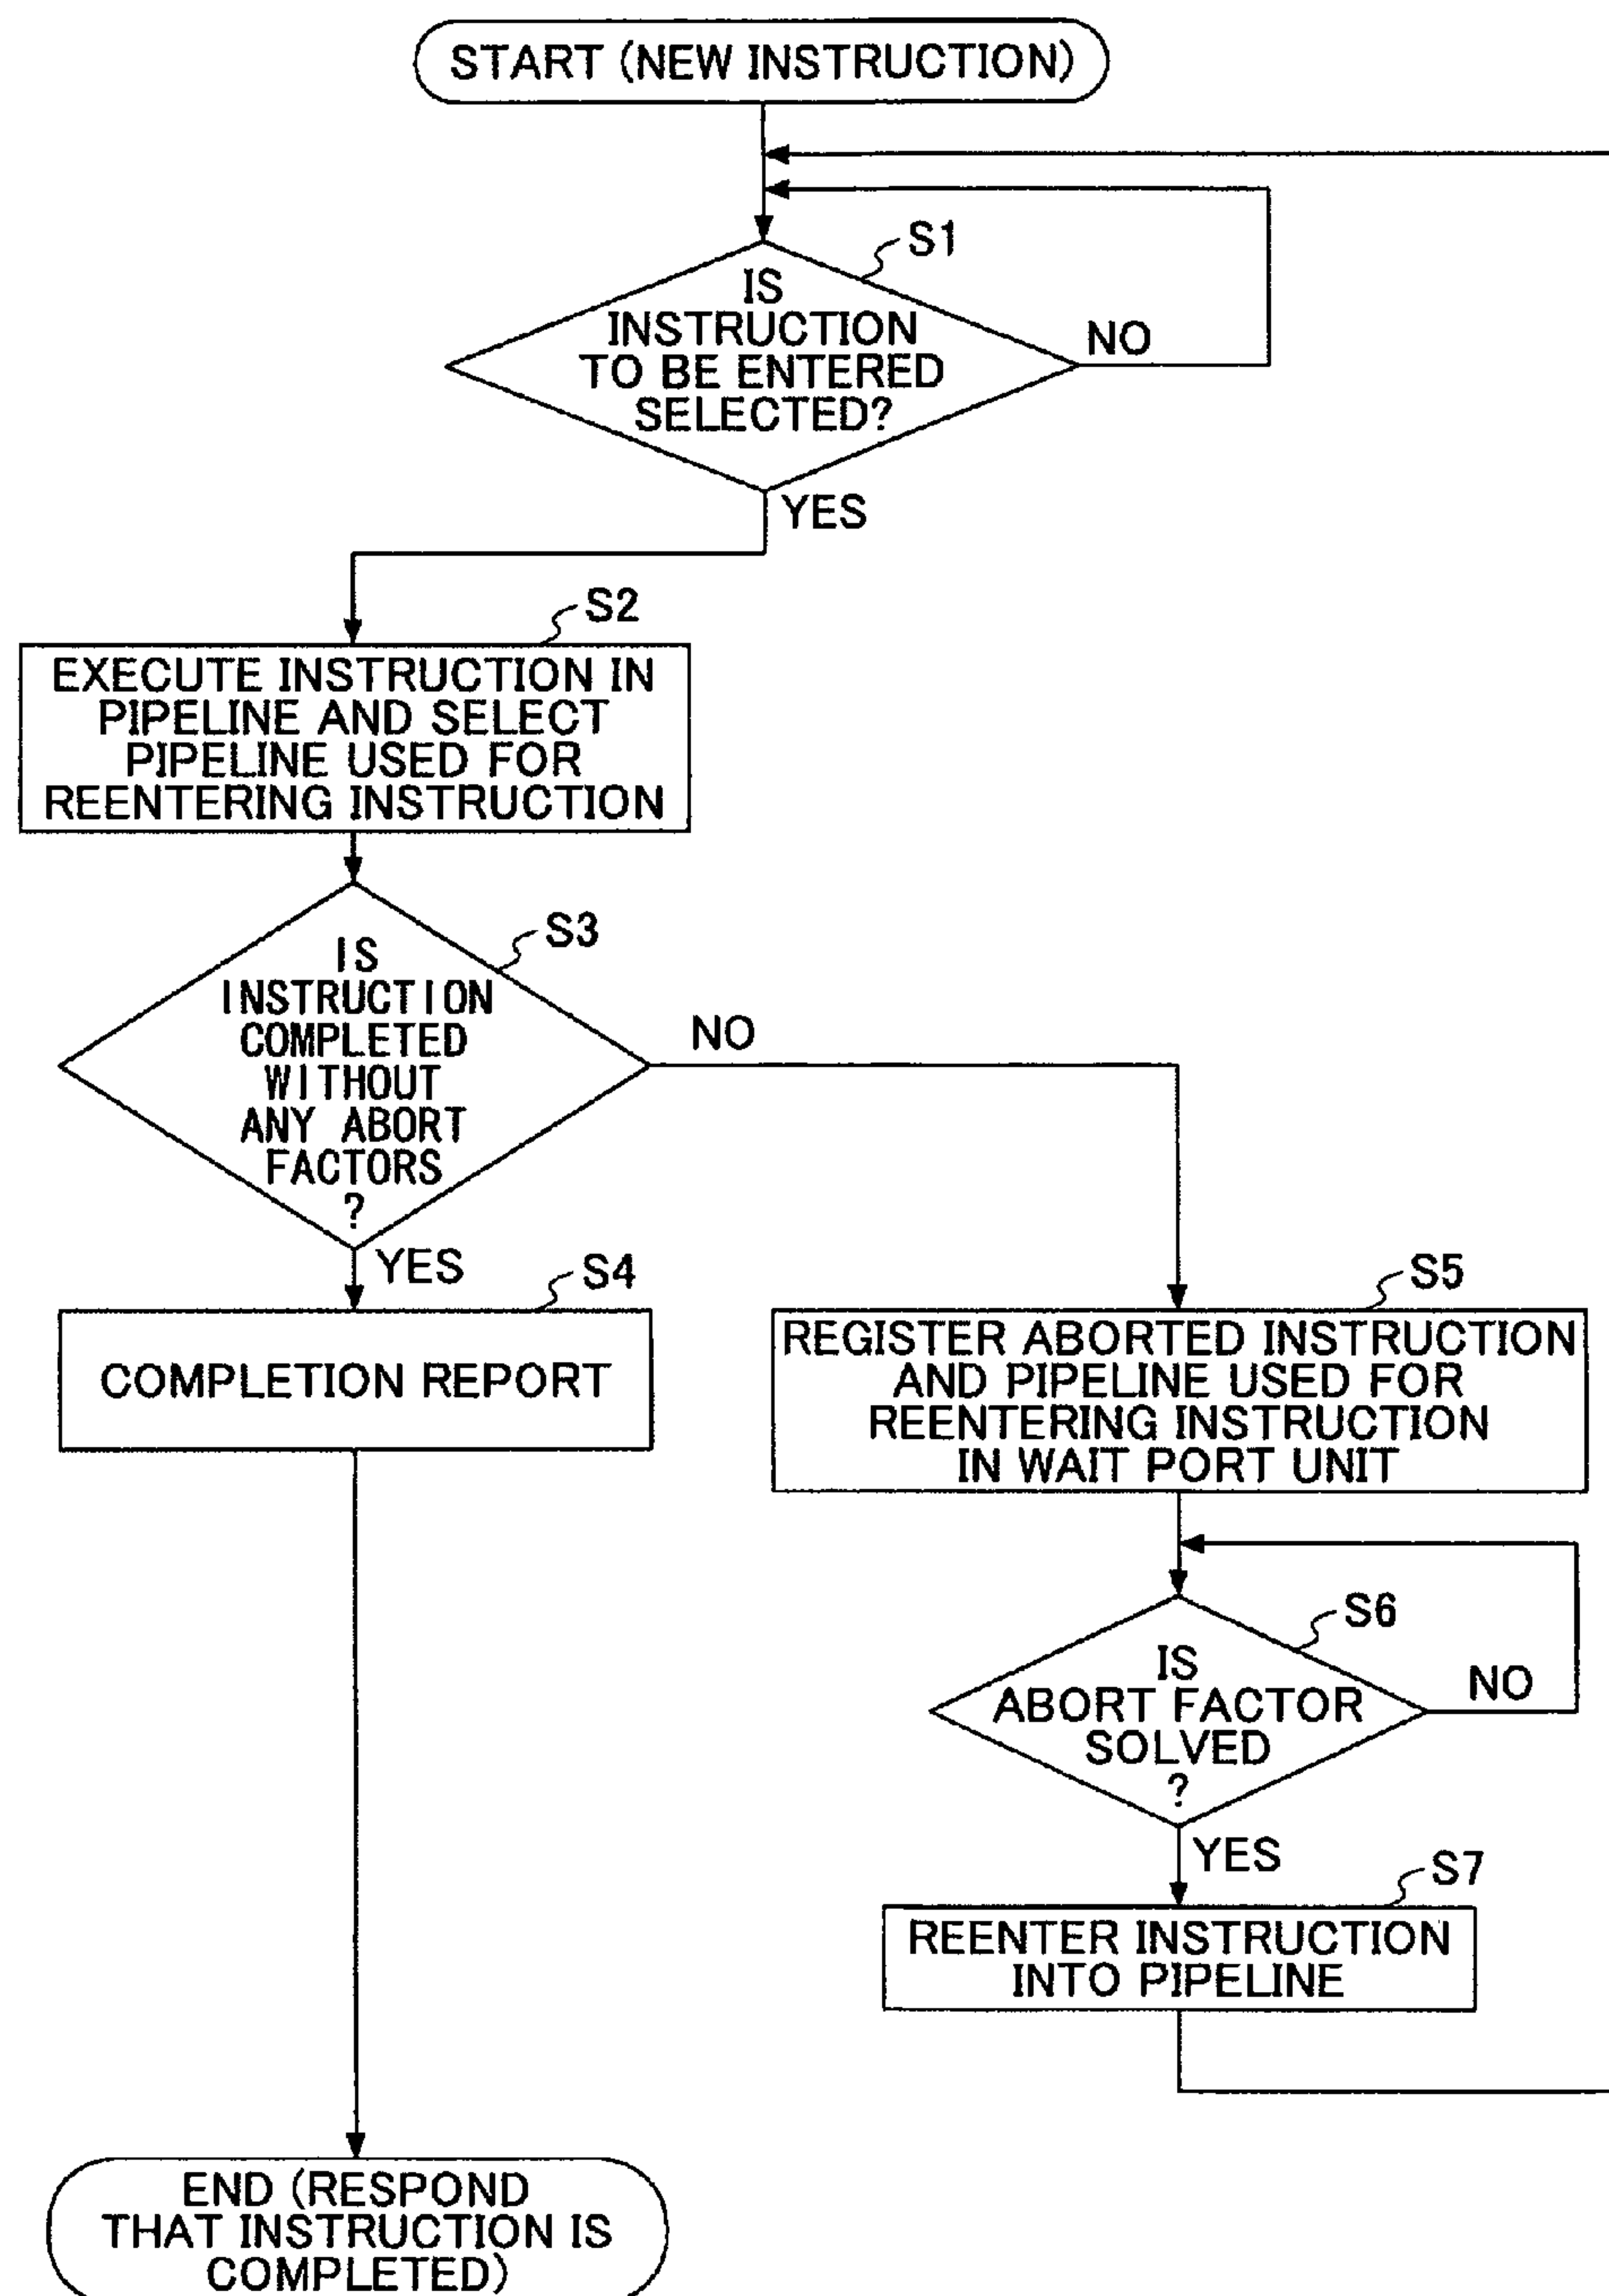 START (NEW INSTRUCTION)
S1
IS
INSTRUCTION
TO BE ENTERED
SELECTED?
NO
YES
S2
EXECUTE INSTRUCTION IN
PIPELINE AND SELECT
PIPELINE USED FOR
REENTERING INSTRUCTION
S3
IS
INSTRUCTION
COMPLETED
WITHOUT
ANY ABORT
FACTORS
?
NO
YES
S4
COMPLETION REPORT
S5
REGISTER ABORTED INSTRUCTION
AND PIPELINE USED FOR
REENTERING INSTRUCTION
IN WAIT PORT UNIT
S6
IS
ABORT FACTOR
SOLVED
?
NO
YES
S7
REENTER INSTRUCTION
INTO PIPELINE
END (RESPOND
THAT INSTRUCTION IS
COMPLETED)